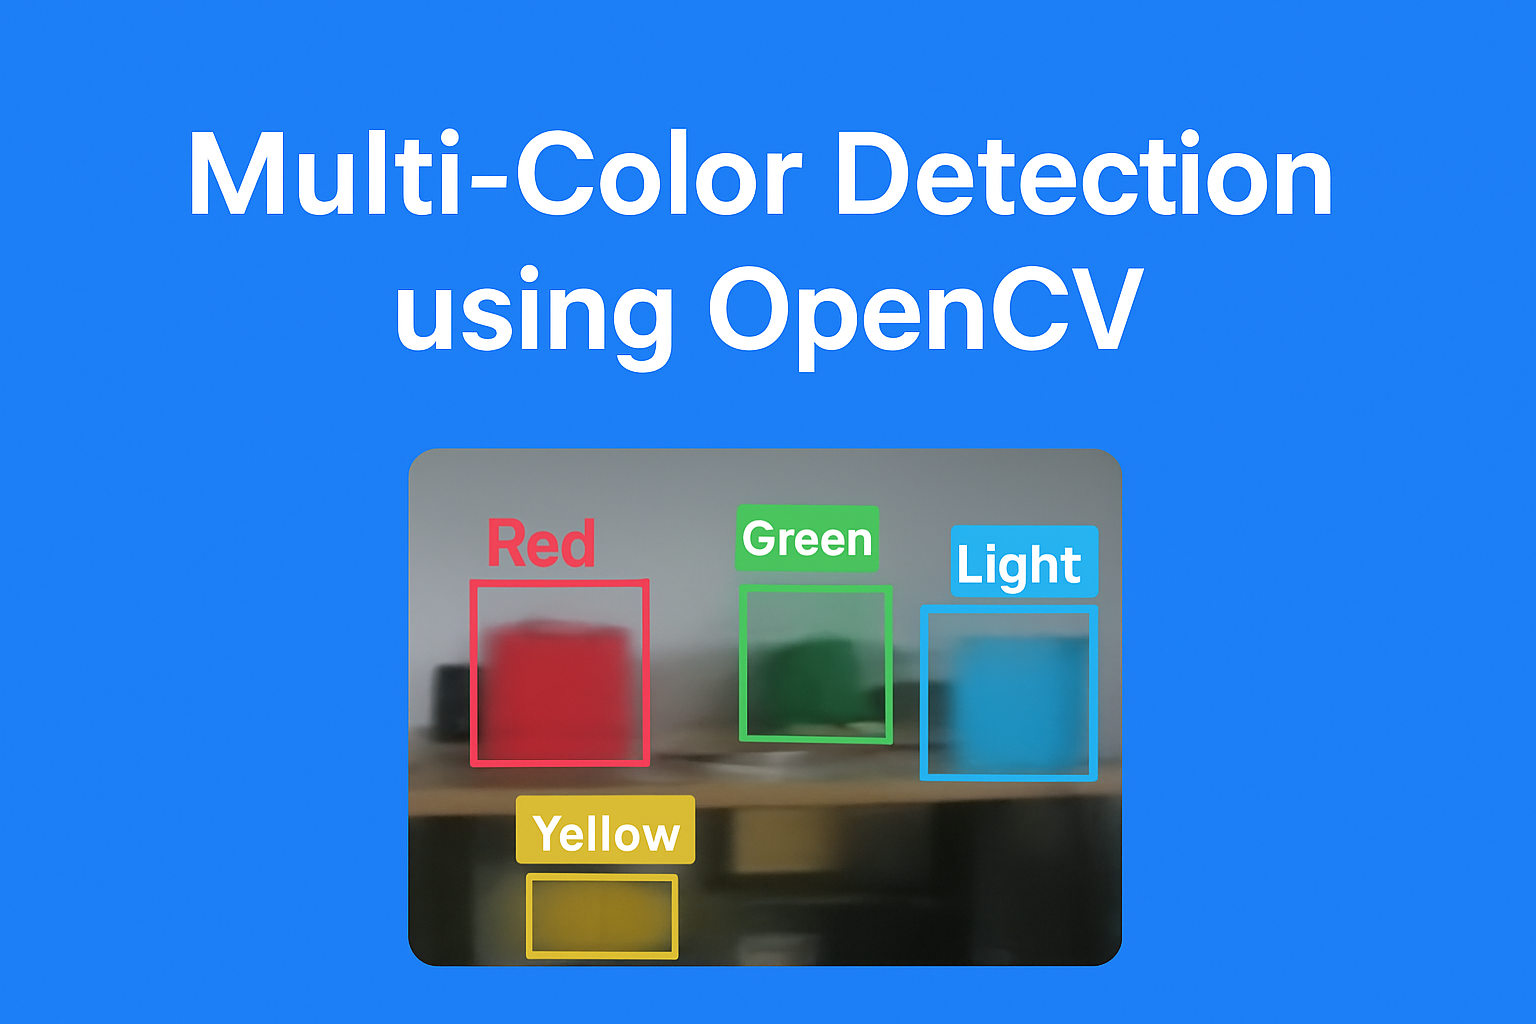 Multi-Color Detection
using OpenCV
Red
Green
Light
Yellow